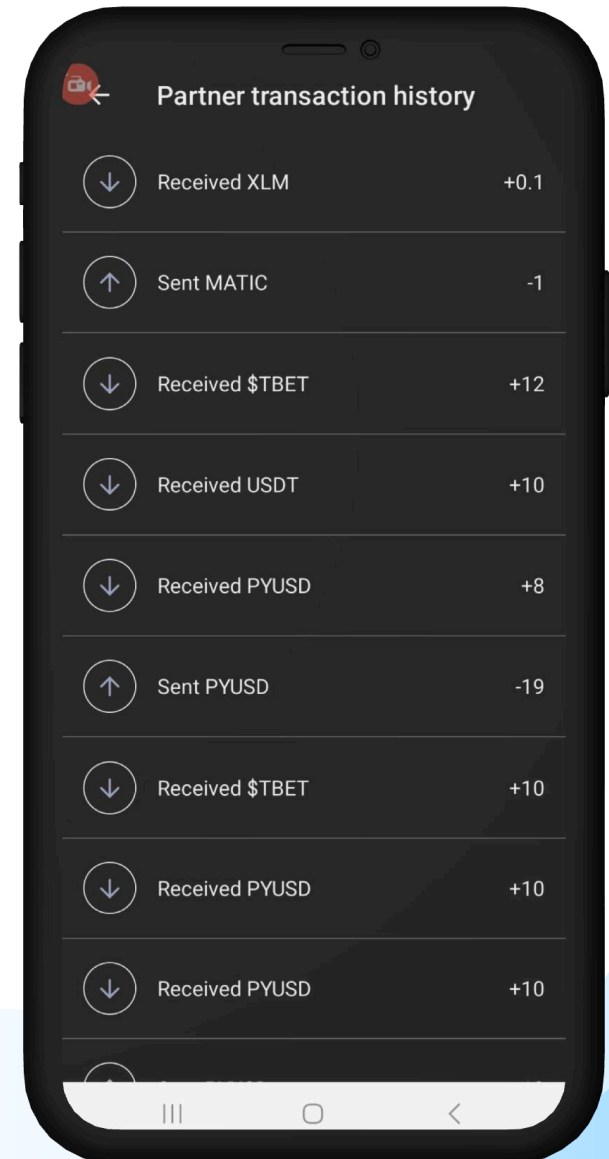 Partner transaction history
Received XLM +0.1
Sent MATIC -1
Received $TBET +12
Received USDT +10
Received PYUSD +8
Sent PYUSD -19
Received $TBET +10
Received PYUSD +10
Received PYUSD +10